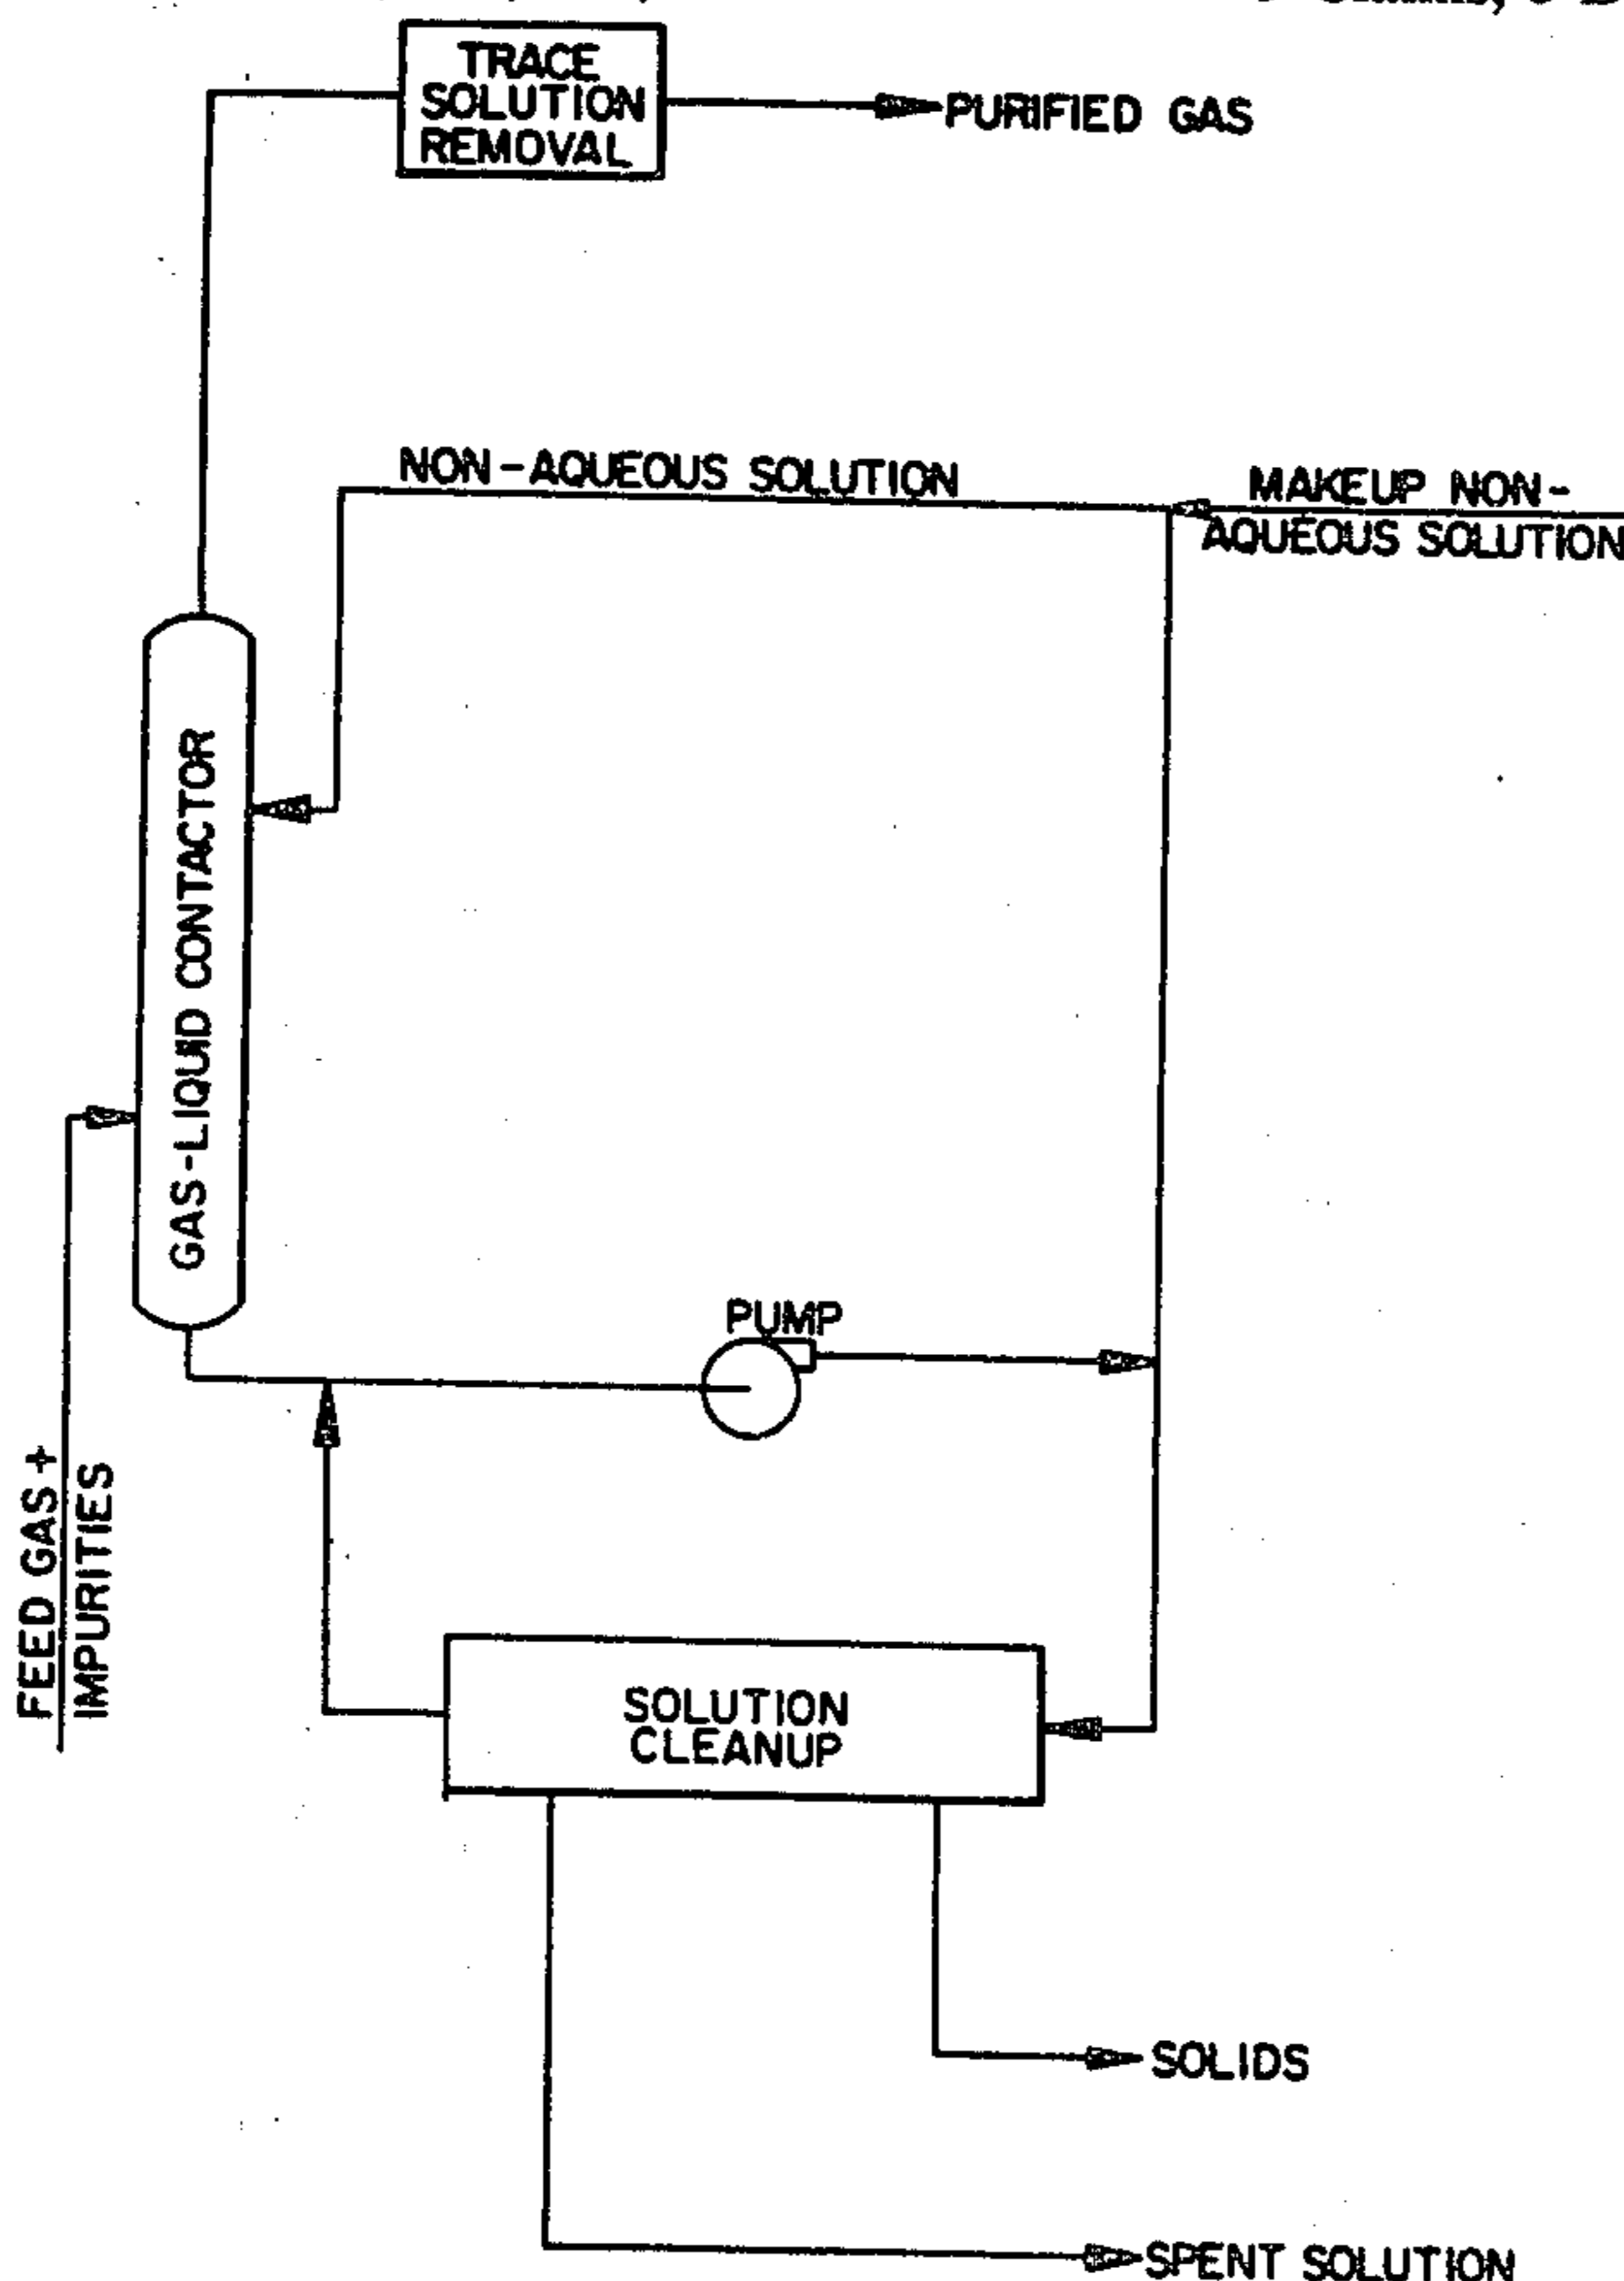 TRACE
SOLUTION
REMOVAL
PURIFIED GAS
NON-AQUEOUS SOLUTION
MAKEUP NON-
AQUEOUS SOLUTION
GAS-LIQUID CONTACTOR
PUMP
FEED GAS +
IMPURITIES
SOLUTION
CLEANUP
SOLIDS
SPENT SOLUTION